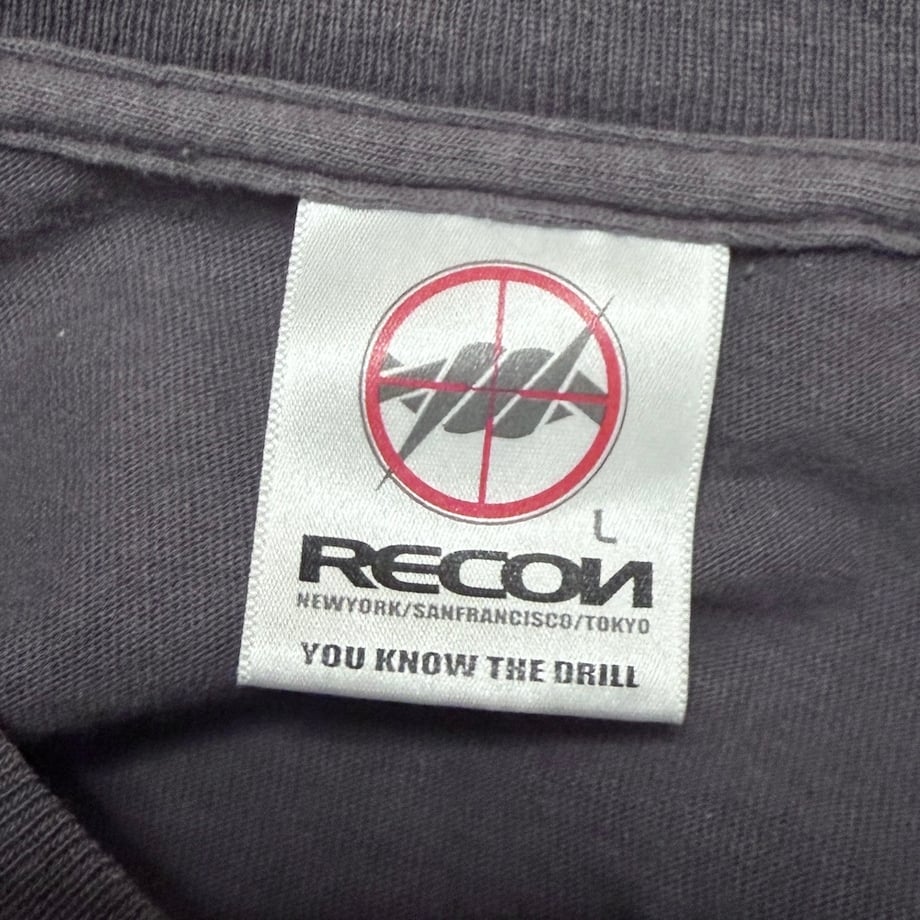 L
RECON
NEWYORK/SANFRANCISCO/TOKYO
YOU KNOW THE DRILL